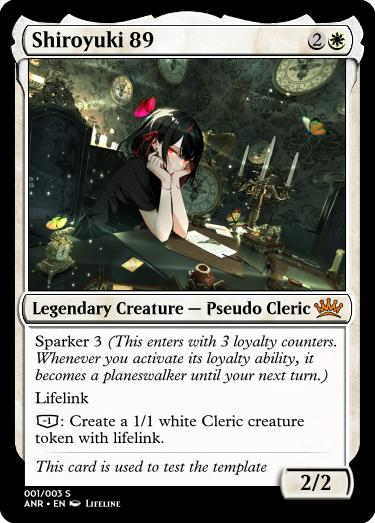 Shiroyuki 89 2
Legendary Creature — Pseudo Cleric
Sparker 3 (This enters with 3 loyalty counters.
Whenever you activate its loyalty ability, it
becomes a planeswalker until your next turn.)
Lifelink
-1: Create a 1/1 white Cleric creature
token with lifelink.
This card is used to test the template
2/2
001/003 S
ANR • EN Lifeline